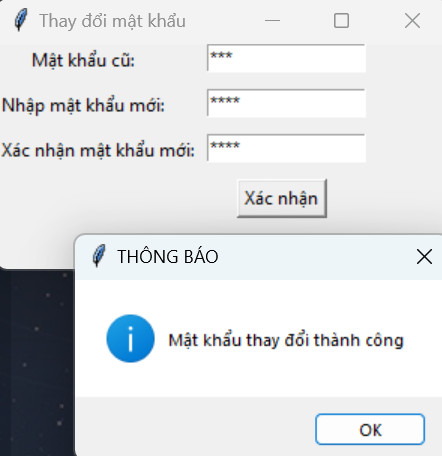 Thay đổi mật khẩu
Mật khẩu cũ: ***
Nhập mật khẩu mới: ****
Xác nhận mật khẩu mới: ****
Xác nhận
THÔNG BÁO
Mật khẩu thay đổi thành công
OK